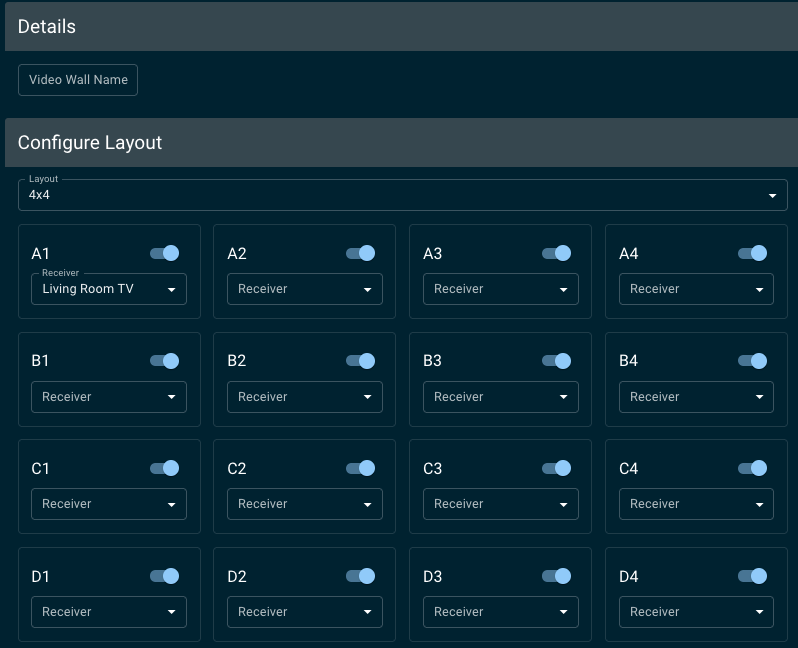 Details
Video Wall Name
Configure Layout
Layout
4x4
A1 A2 A3 A4
Receiver
Living Room TV Receiver Receiver Receiver
B1 B2 B3 B4
Receiver Receiver Receiver Receiver
C1 C2 C3 C4
Receiver Receiver Receiver Receiver
D1 D2 D3 D4
Receiver Receiver Receiver Receiver